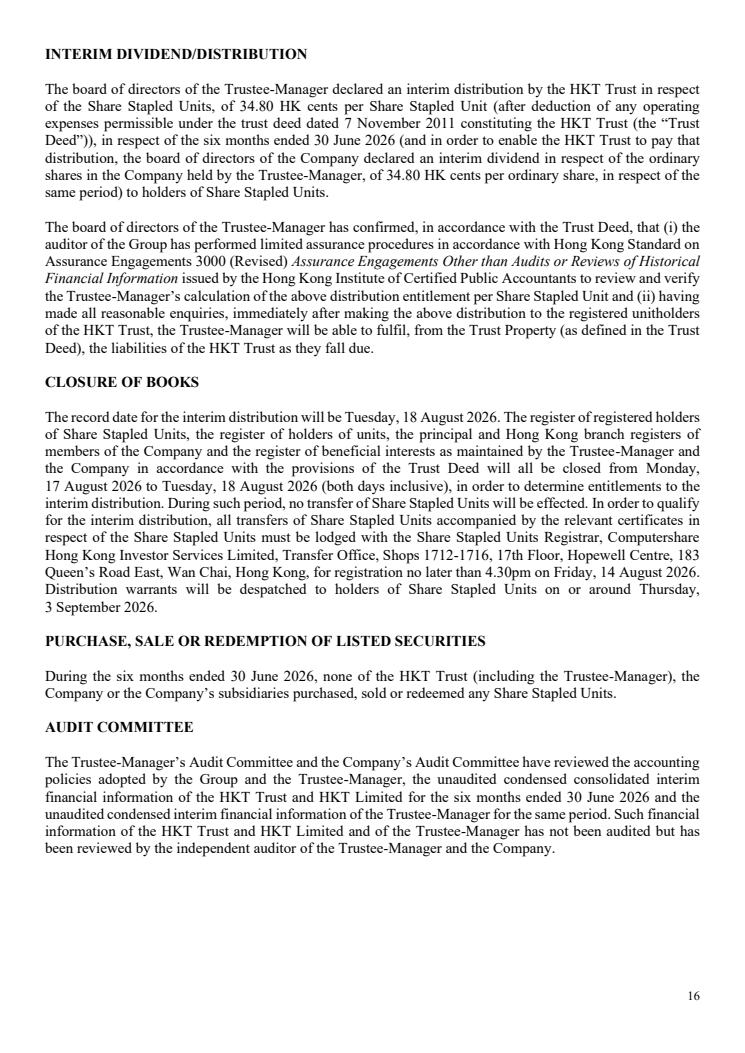 INTERIM DIVIDEND/DISTRIBUTION
The board of directors of the Trustee-Manager declared an interim distribution by the HKT Trust in respect
of the Share Stapled Units, of 34.80 HK cents per Share Stapled Unit (after deduction of any operating
expenses permissible under the trust deed dated 7 November 2011 constituting the HKT Trust (the “Trust
Deed”)), in respect of the six months ended 30 June 2026 (and in order to enable the HKT Trust to pay that
distribution, the board of directors of the Company declared an interim dividend in respect of the ordinary
shares in the Company held by the Trustee-Manager, of 34.80 HK cents per ordinary share, in respect of the
same period) to holders of Share Stapled Units.
The board of directors of the Trustee-Manager has confirmed, in accordance with the Trust Deed, that (i) the
auditor of the Group has performed limited assurance procedures in accordance with Hong Kong Standard on
Assurance Engagements 3000 (Revised) Assurance Engagements Other than Audits or Reviews of Historical
Financial Information issued by the Hong Kong Institute of Certified Public Accountants to review and verify
the Trustee-Manager’s calculation of the above distribution entitlement per Share Stapled Unit and (ii) having
made all reasonable enquiries, immediately after making the above distribution to the registered unitholders
of the HKT Trust, the Trustee-Manager will be able to fulfil, from the Trust Property (as defined in the Trust
Deed), the liabilities of the HKT Trust as they fall due.
CLOSURE OF BOOKS
The record date for the interim distribution will be Tuesday, 18 August 2026. The register of registered holders
of Share Stapled Units, the register of holders of units, the principal and Hong Kong branch registers of
members of the Company and the register of beneficial interests as maintained by the Trustee-Manager and
the Company in accordance with the provisions of the Trust Deed will all be closed from Monday,
17 August 2026 to Tuesday, 18 August 2026 (both days inclusive), in order to determine entitlements to the
interim distribution. During such period, no transfer of Share Stapled Units will be effected. In order to qualify
for the interim distribution, all transfers of Share Stapled Units accompanied by the relevant certificates in
respect of the Share Stapled Units must be lodged with the Share Stapled Units Registrar, Computershare
Hong Kong Investor Services Limited, Transfer Office, Shops 1712-1716, 17th Floor, Hopewell Centre, 183
Queen’s Road East, Wan Chai, Hong Kong, for registration no later than 4.30pm on Friday, 14 August 2026.
Distribution warrants will be despatched to holders of Share Stapled Units on or around Thursday,
3 September 2026.
PURCHASE, SALE OR REDEMPTION OF LISTED SECURITIES
During the six months ended 30 June 2026, none of the HKT Trust (including the Trustee-Manager), the
Company or the Company’s subsidiaries purchased, sold or redeemed any Share Stapled Units.
AUDIT COMMITTEE
The Trustee-Manager’s Audit Committee and the Company’s Audit Committee have reviewed the accounting
policies adopted by the Group and the Trustee-Manager, the unaudited condensed consolidated interim
financial information of the HKT Trust and HKT Limited for the six months ended 30 June 2026 and the
unaudited condensed interim financial information of the Trustee-Manager for the same period. Such financial
information of the HKT Trust and HKT Limited and of the Trustee-Manager has not been audited but has
been reviewed by the independent auditor of the Trustee-Manager and the Company.
16